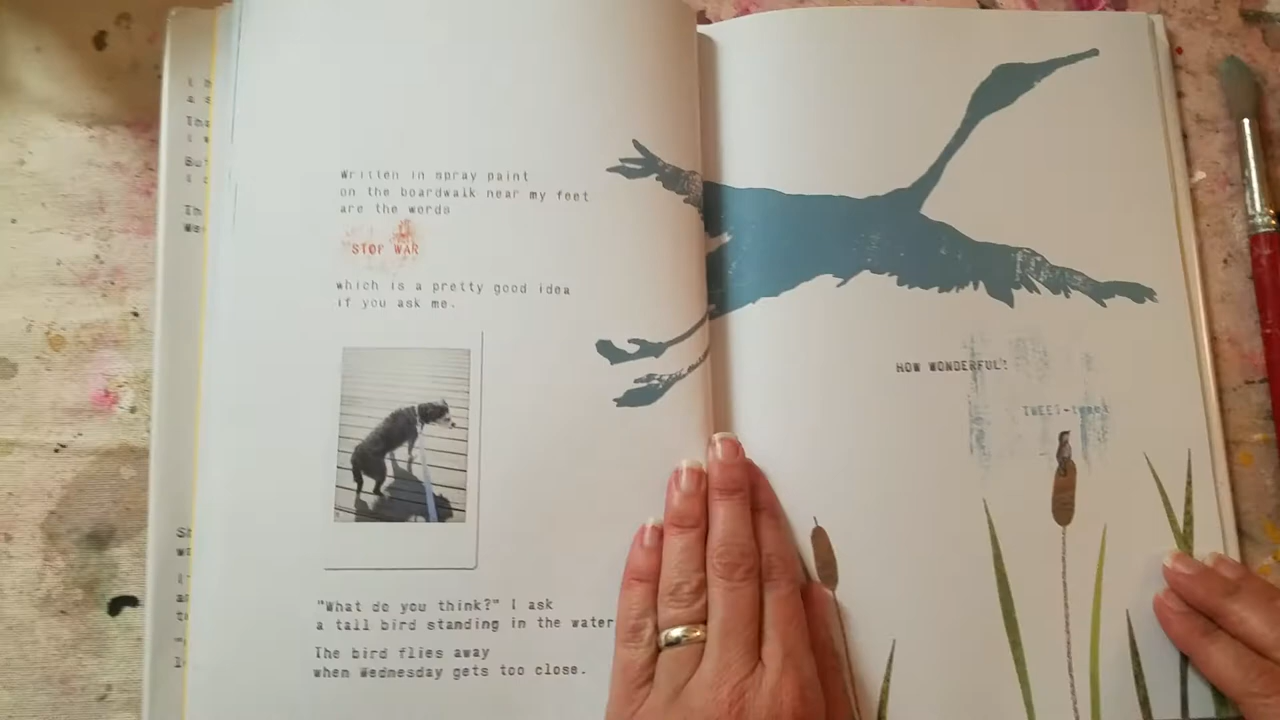 Written in spray paint
on the boardwalk near my feet
are the words
STOP WAR
which is a pretty good idea
if you ask me.
"What do you think?" I ask
a tall bird standing in the water
The bird flies away
when Wednesday gets too close.
HOW WONDERFUL!
TWEET-tweet